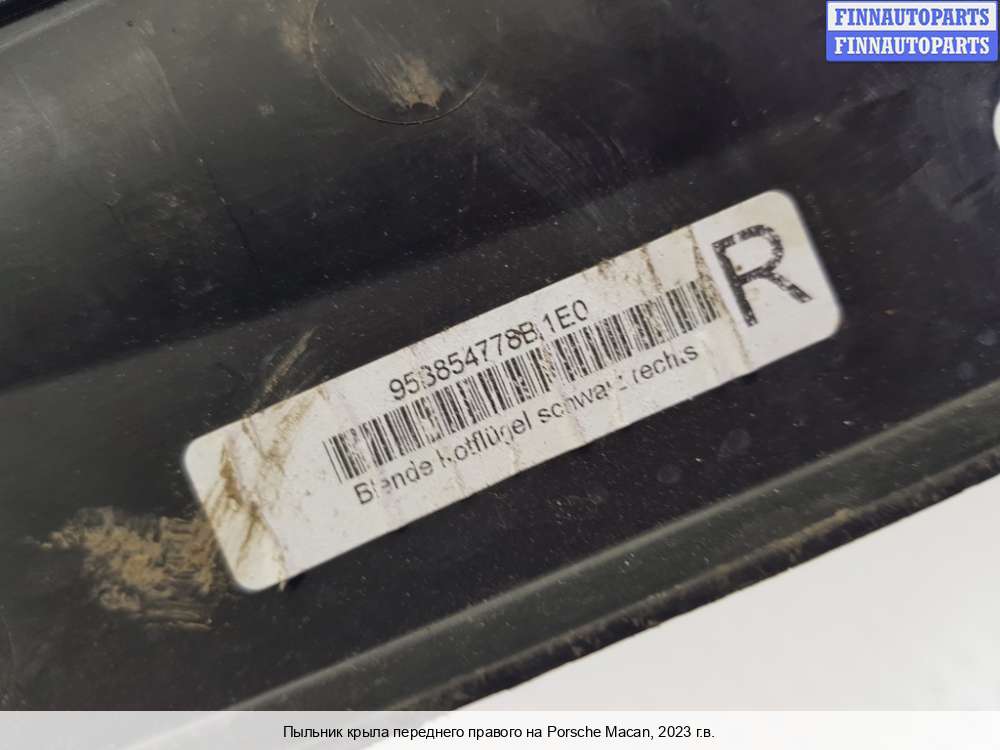 FINNAUTOPARTS
FINNAUTOPARTS
R
95B854778B 1E0
Blende Kotflügel schwarz rechts
Пыльник крыла переднего правого на Porsche Macan, 2023 г.в.